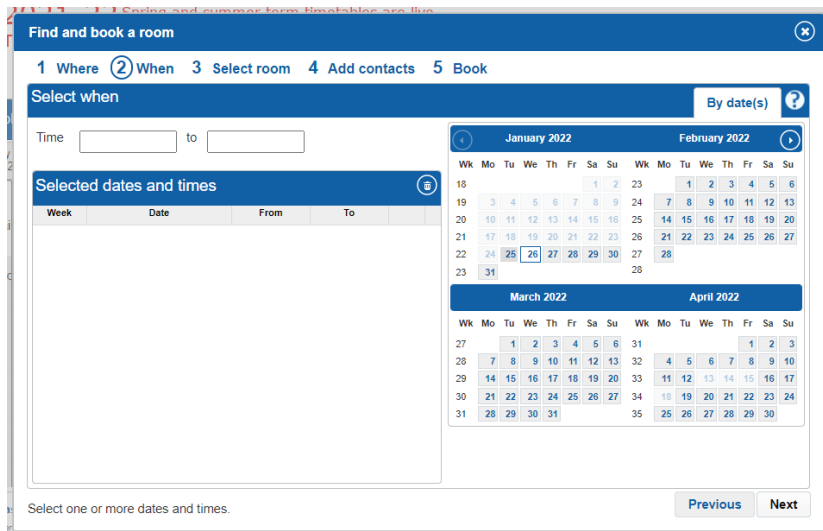 2021-22 Spring and summer term timetables are live
Find and book a room
1 Where 2 When 3 Select room 4 Add contacts 5 Book
Select when
By date(s) ?
Time to
Selected dates and times
Week Date From To
January 2022
Wk Mo Tu We Th Fr Sa Su
18 1 2
19 3 4 5 6 7 8 9
20 10 11 12 13 14 15 16
21 17 18 19 20 21 22 23
22 24 25 26 27 28 29 30
23 31
February 2022
Wk Mo Tu We Th Fr Sa Su
23 1 2 3 4 5 6
24 7 8 9 10 11 12 13
25 14 15 16 17 18 19 20
26 21 22 23 24 25 26 27
27 28
28
March 2022
Wk Mo Tu We Th Fr Sa Su
27 1 2 3 4 5 6
28 7 8 9 10 11 12 13
29 14 15 16 17 18 19 20
30 21 22 23 24 25 26 27
31 28 29 30 31
April 2022
Wk Mo Tu We Th Fr Sa Su
31 1 2 3
32 4 5 6 7 8 9 10
33 11 12 13 14 15 16 17
34 18 19 20 21 22 23 24
35 25 26 27 28 29 30
Select one or more dates and times.
Previous Next